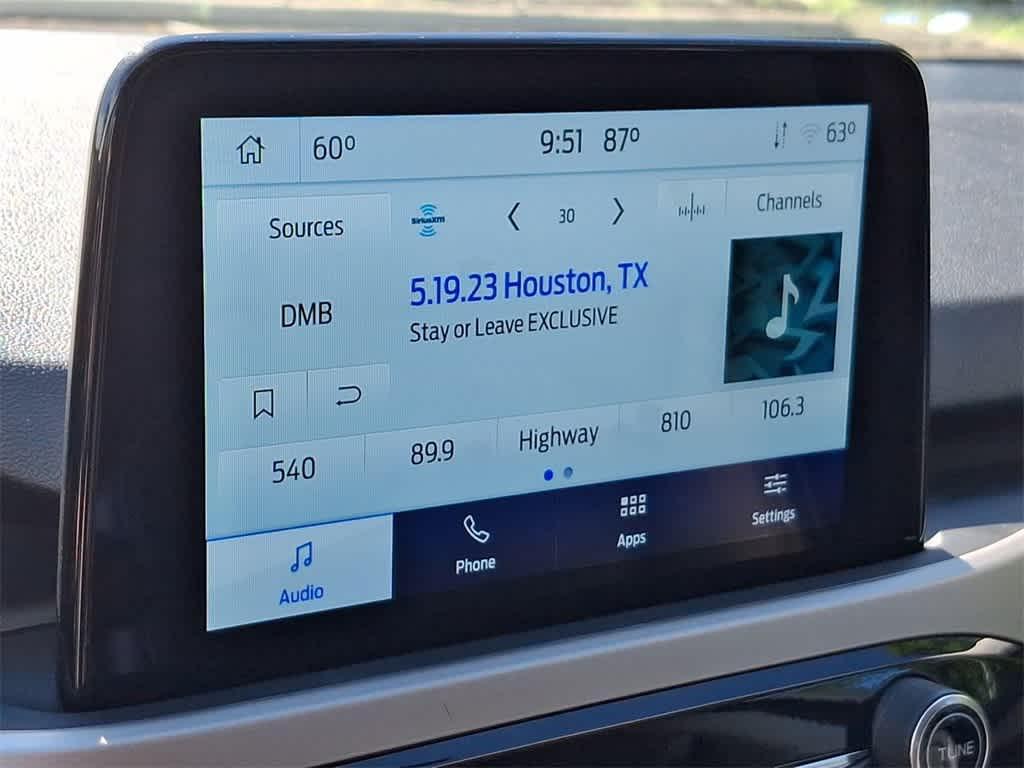 60° 9:51 87° 63°
Sources SiriusXM 30 Channels
DMB
5.19.23 Houston, TX
Stay or Leave EXCLUSIVE
540 89.9 Highway 810 106.3
Audio Phone Apps Settings
TUNE